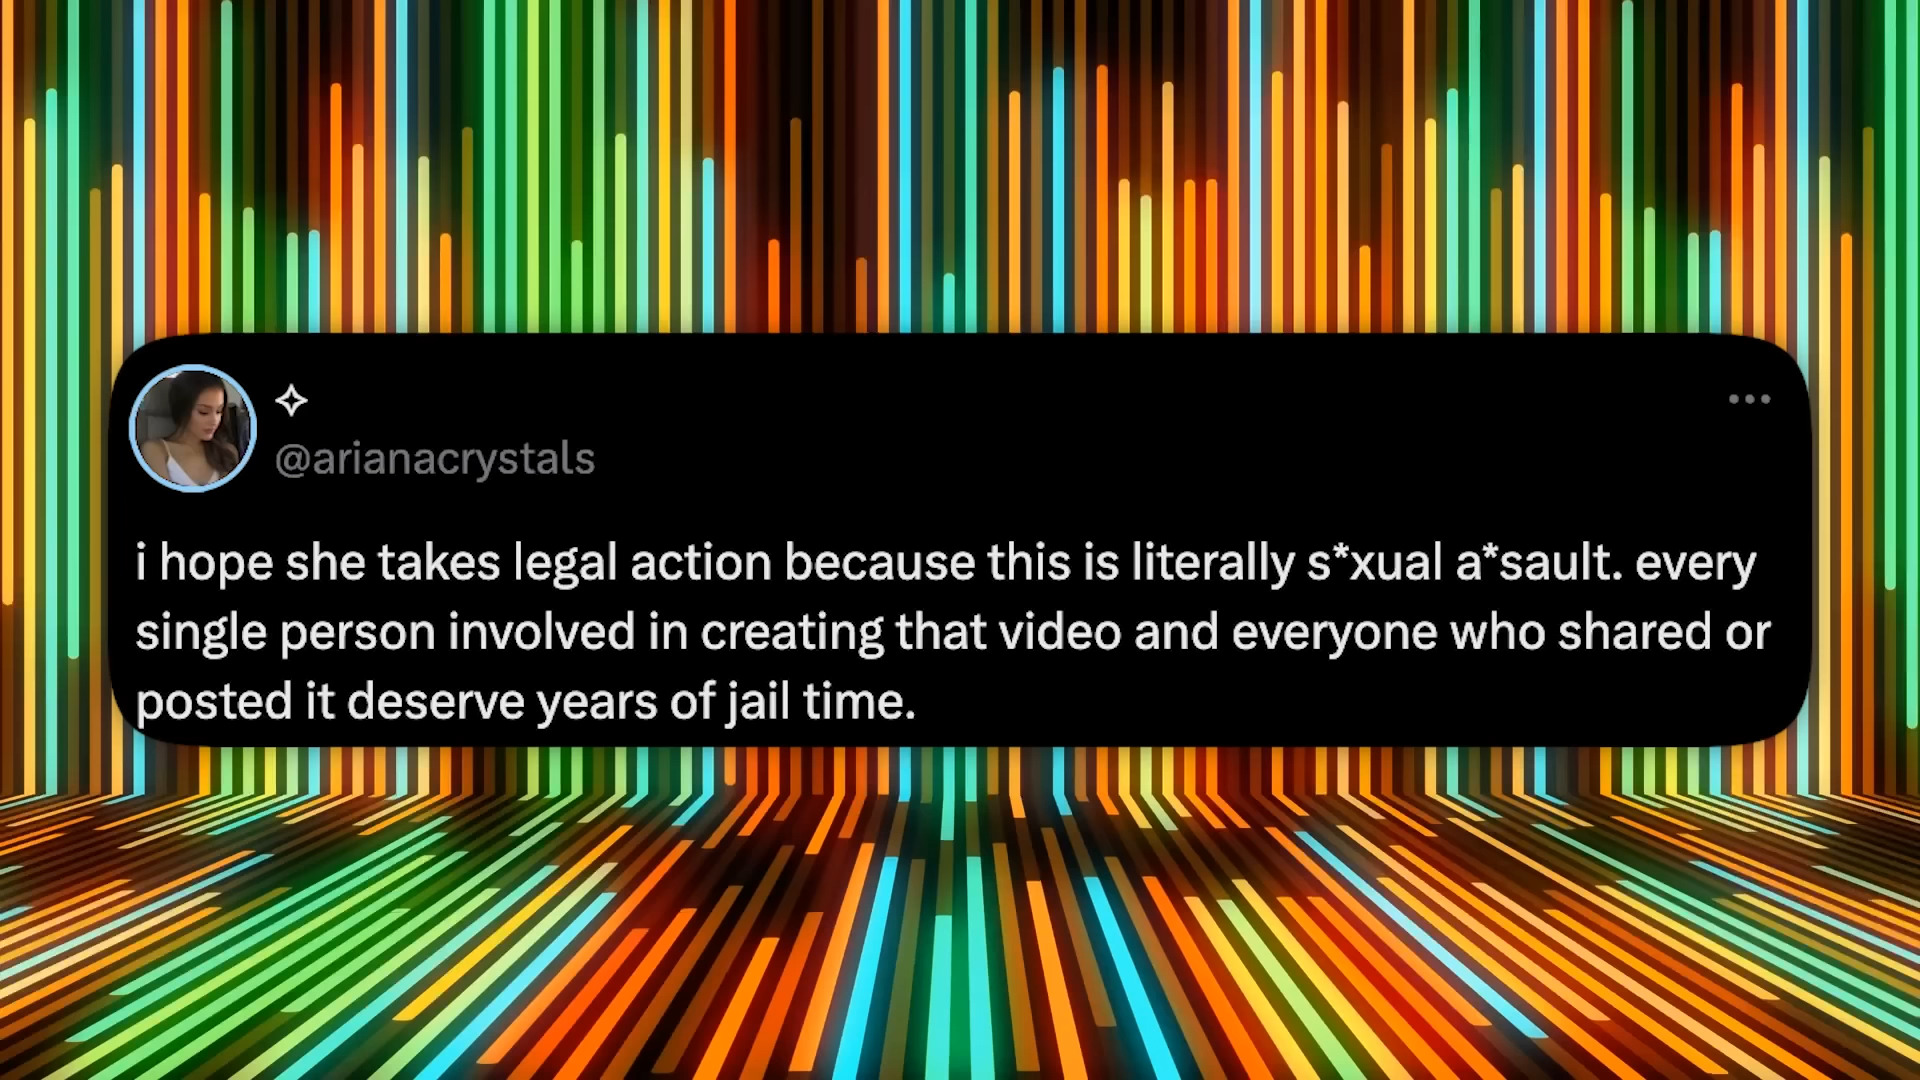 @arianacrystals
i hope she takes legal action because this is literally s*xual a*sault. every
single person involved in creating that video and everyone who shared or
posted it deserve years of jail time.